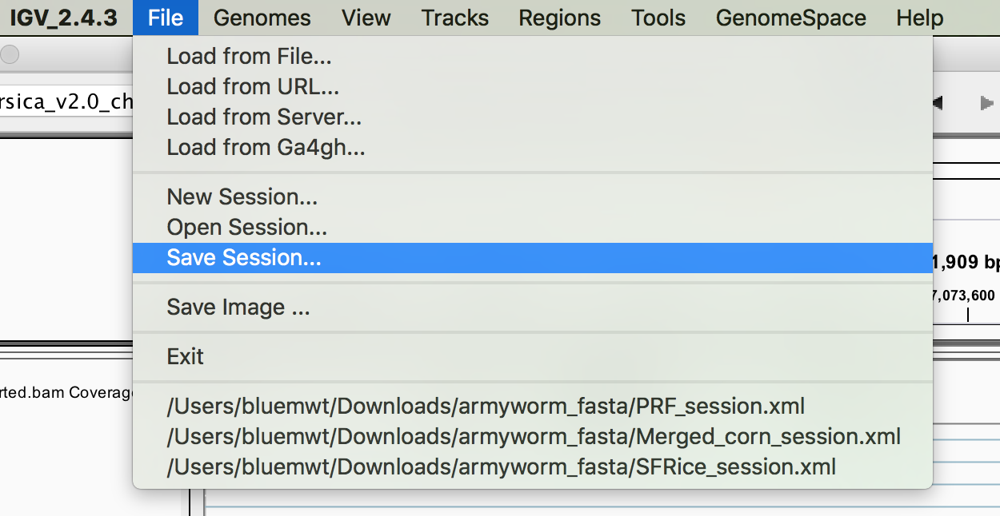 IGV_2.4.3 File Genomes View Tracks Regions Tools GenomeSpace Help
Load from File...
Load from URL...
rsica_v2.0_ch
Load from Server...
Load from Ga4gh...
New Session...
Open Session...
Save Session...
1,909 bp
7,073,600
Save Image ...
Exit
rted.bam Coverage
/Users/bluemwt/Downloads/armyworm_fasta/PRF_session.xml
/Users/bluemwt/Downloads/armyworm_fasta/Merged_corn_session.xml
/Users/bluemwt/Downloads/armyworm_fasta/SFRice_session.xml